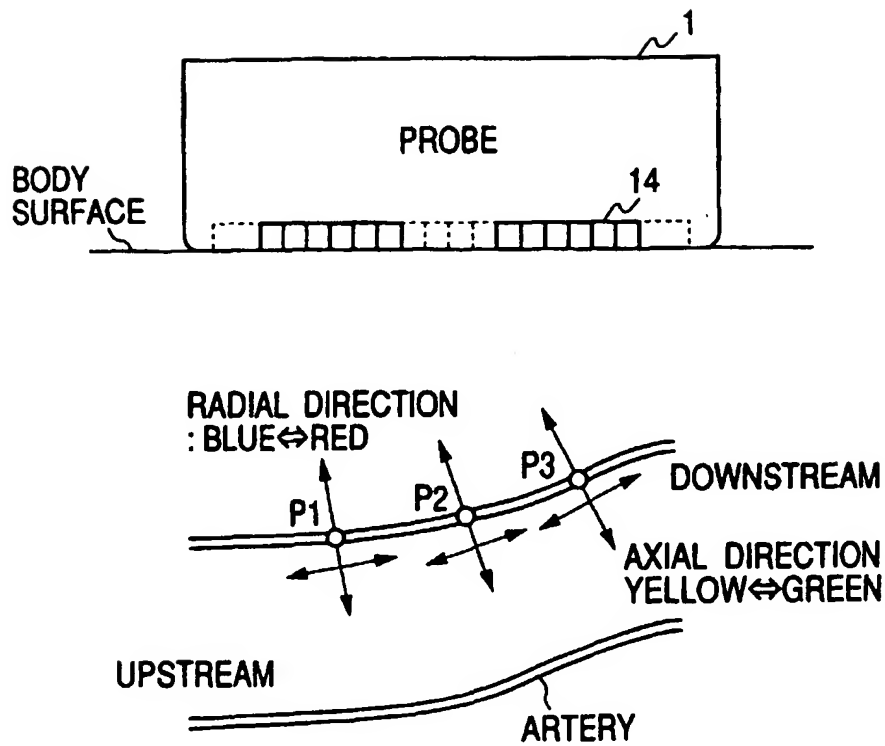 1
PROBE
BODY
SURFACE
14
RADIAL DIRECTION
: BLUE⇔RED
P1
P2
P3
DOWNSTREAM
AXIAL DIRECTION
YELLOW⇔GREEN
UPSTREAM
ARTERY